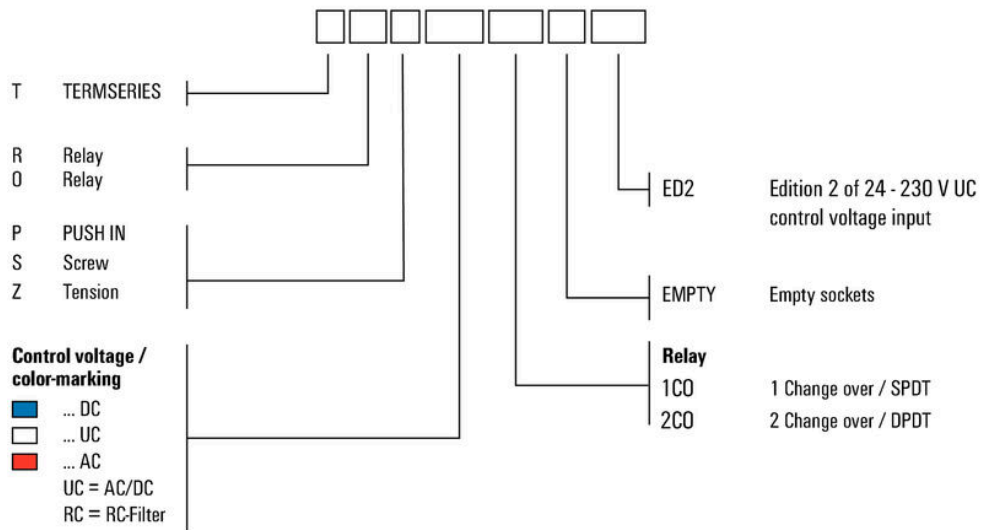 T TERMSERIES
R Relay
O Relay
P PUSH IN
S Screw
Z Tension
Control voltage /
color-marking
... DC
... UC
... AC
UC = AC/DC
RC = RC-Filter
ED2 Edition 2 of 24 - 230 V UC
control voltage input
EMPTY Empty sockets
Relay
1CO 1 Change over / SPDT
2CO 2 Change over / DPDT